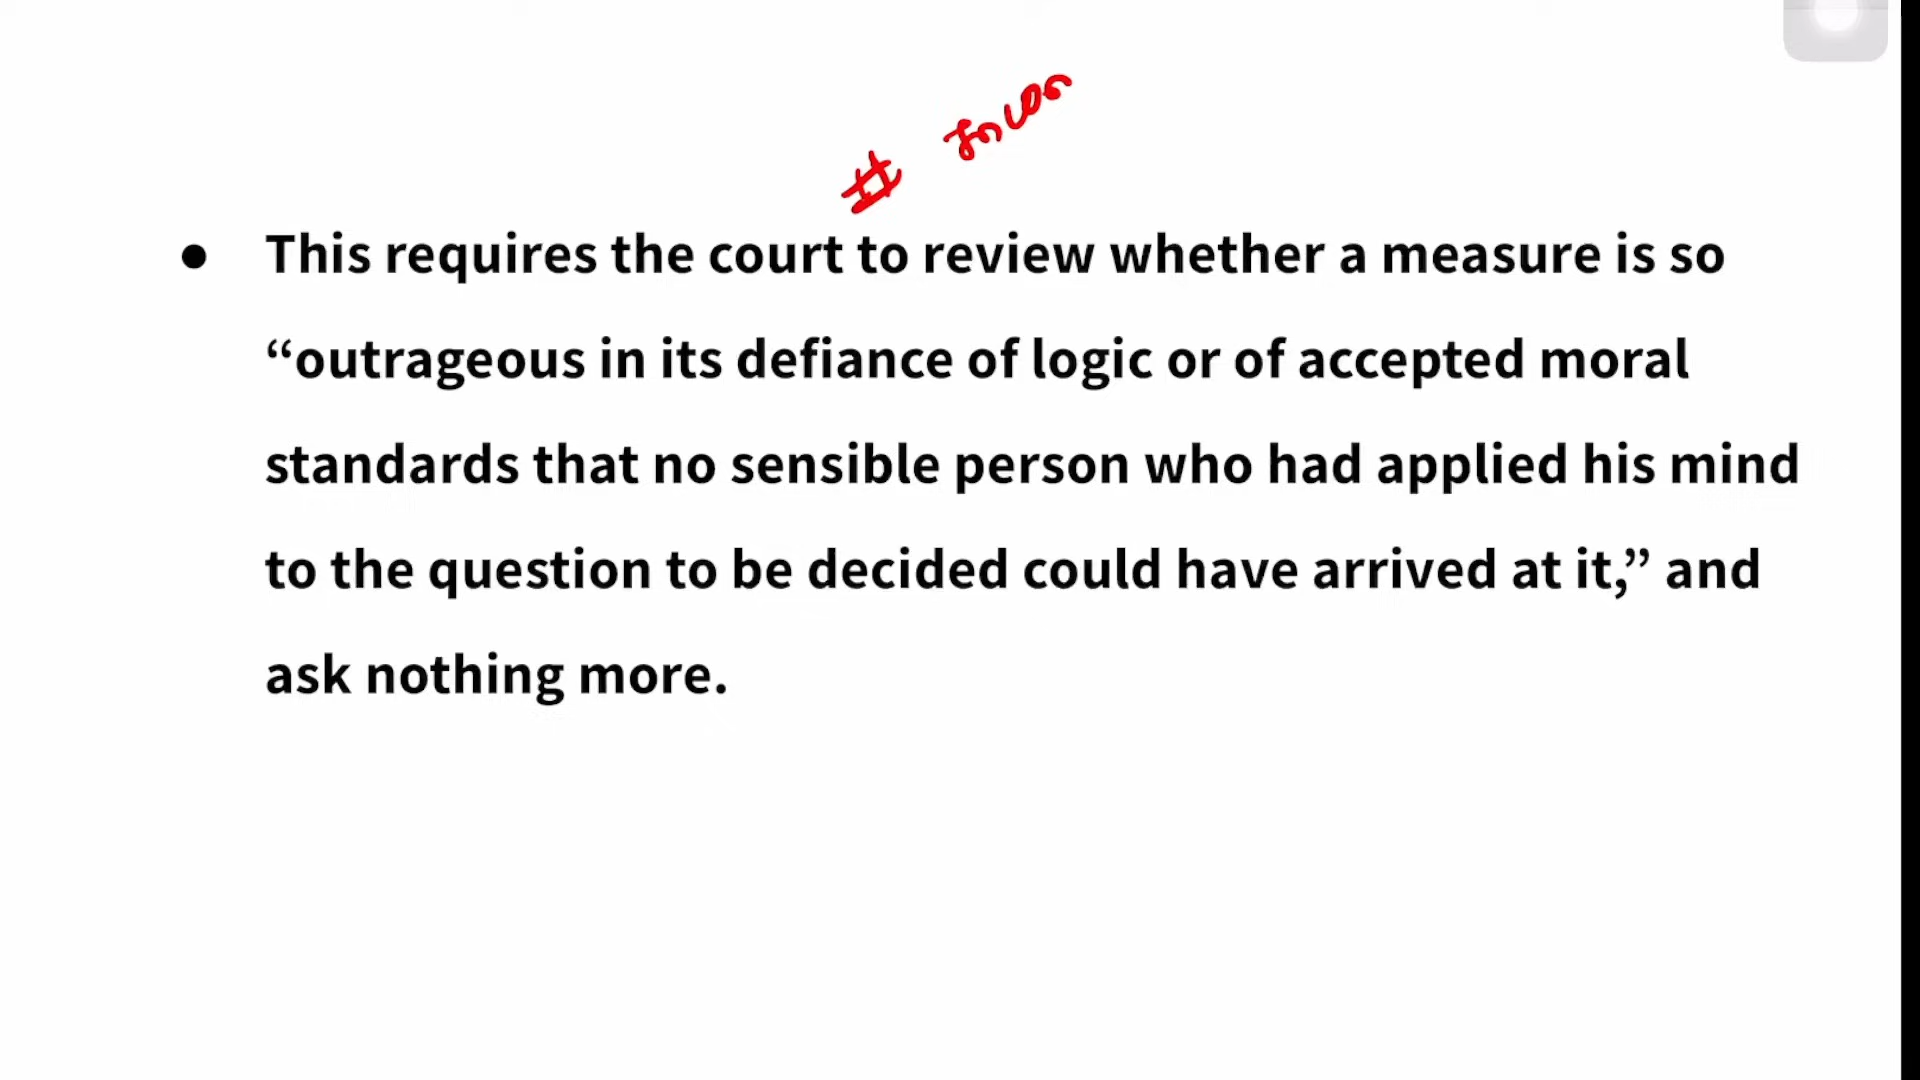 #
● This requires the court to review whether a measure is so
“outrageous in its defiance of logic or of accepted moral
standards that no sensible person who had applied his mind
to the question to be decided could have arrived at it,” and
ask nothing more.